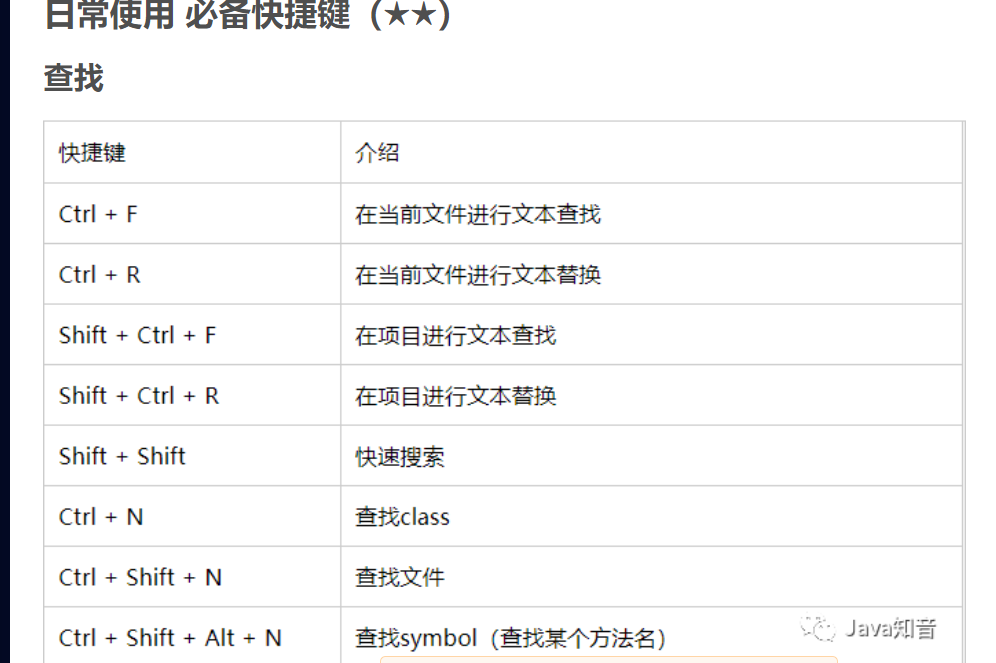 日常使用 必备快捷键（★★）
查找
快捷键 介绍
Ctrl + F 在当前文件进行文本查找
Ctrl + R 在当前文件进行文本替换
Shift + Ctrl + F 在项目进行文本查找
Shift + Ctrl + R 在项目进行文本替换
Shift + Shift 快速搜索
Ctrl + N 查找class
Ctrl + Shift + N 查找文件
Ctrl + Shift + Alt + N 查找symbol（查找某个方法名）
Java知音